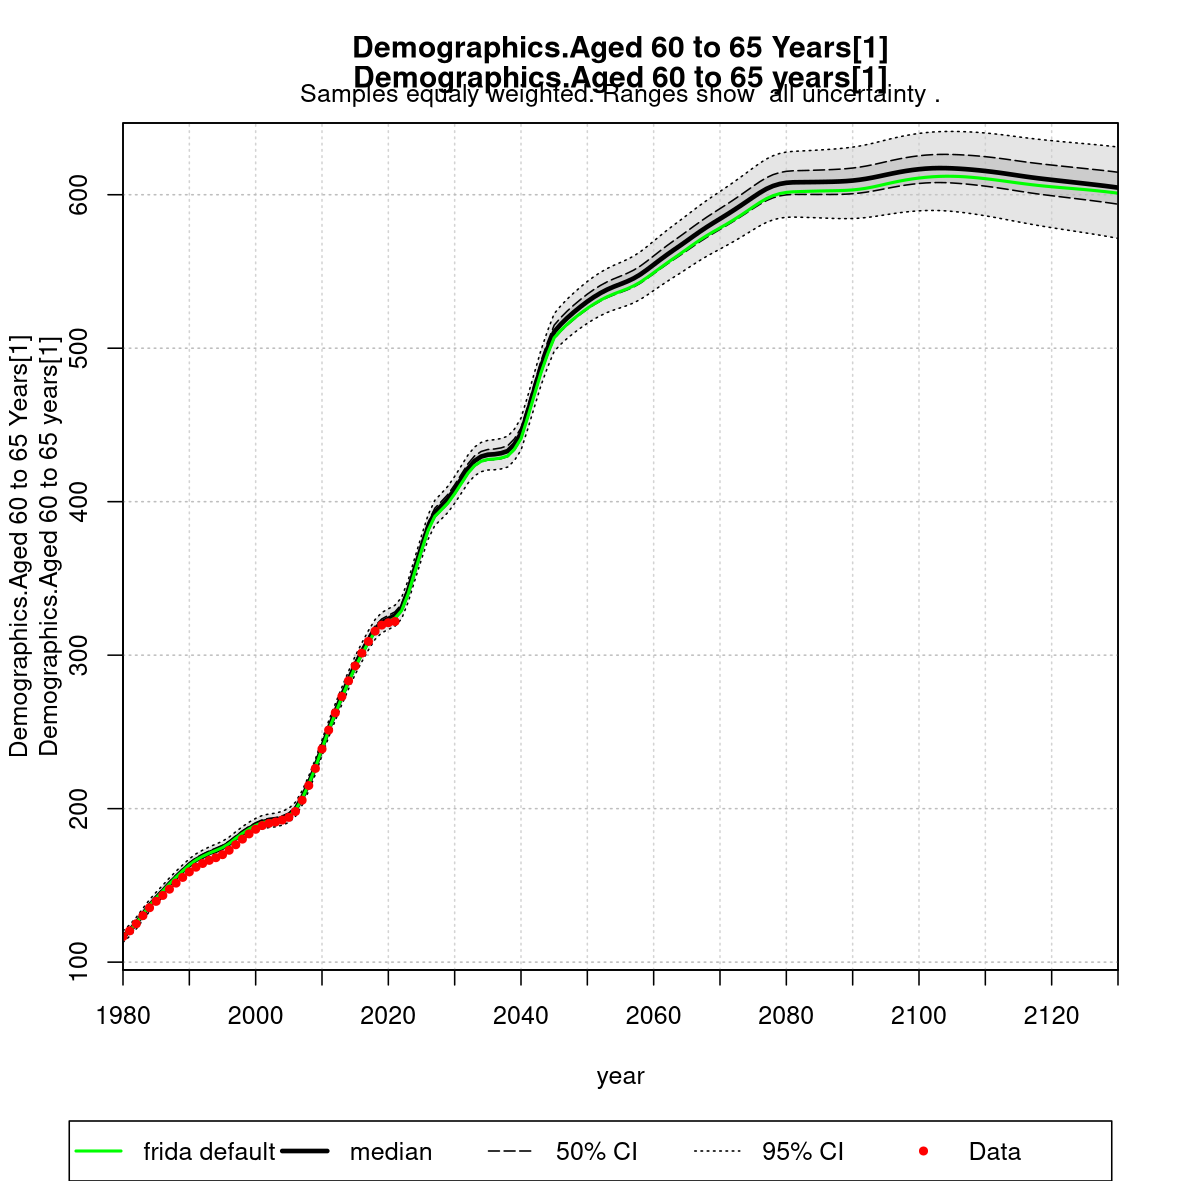 Demographics.Aged 60 to 65 Years[1]
Demographics.Aged 60 to 65 years[1]
Samples equaly weighted. Ranges show  all uncertainty .
Demographics.Aged 60 to 65 Years[1]
Demographics.Aged 60 to 65 years[1]
600
500
400
300
200
100
1980 2000 2020 2040 2060 2080 2100 2120
year
frida default median 50% CI 95% CI Data